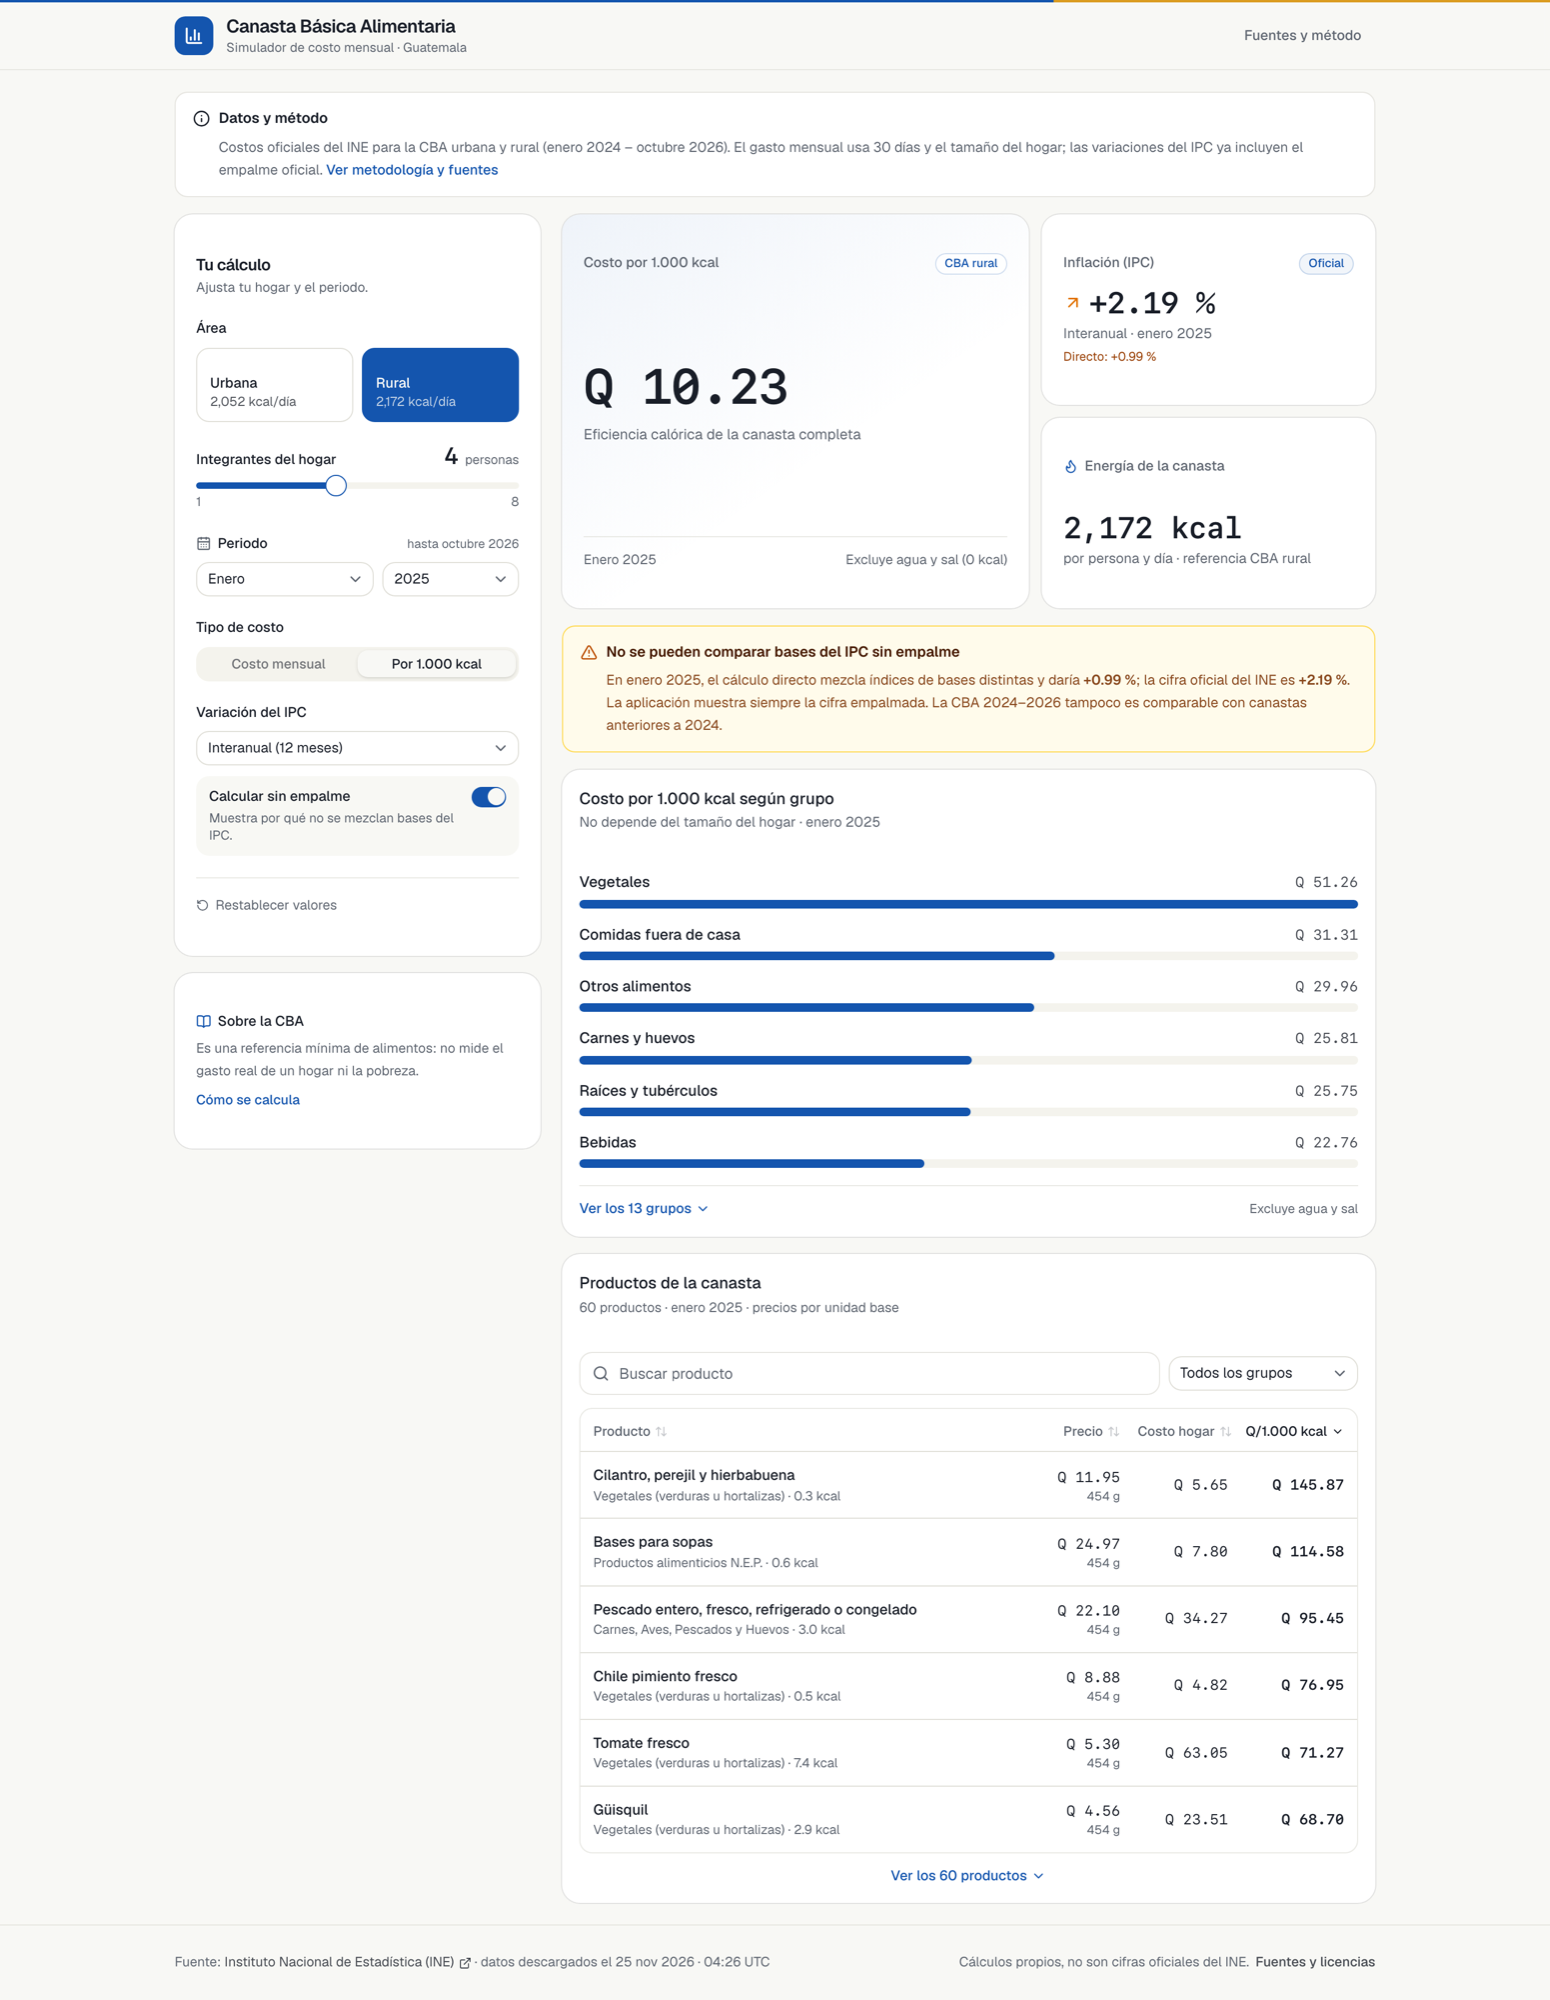 Canasta Básica Alimentaria
Simulador de costo mensual · Guatemala
Fuentes y método
Datos y método
Costos oficiales del INE para la CBA urbana y rural (enero 2024 – octubre 2026). El gasto mensual usa 30 días y el tamaño del hogar; las variaciones del IPC ya incluyen el
empalme oficial. Ver metodología y fuentes
Tu cálculo
Ajusta tu hogar y el periodo.
Área
Urbana
2,052 kcal/día
Rural
2,172 kcal/día
Integrantes del hogar
4 personas
1
8
Periodo
hasta octubre 2026
Enero
2025
Tipo de costo
Costo mensual
Por 1.000 kcal
Variación del IPC
Interanual (12 meses)
Calcular sin empalme
Muestra por qué no se mezclan bases del
IPC.
Restablecer valores
Sobre la CBA
Es una referencia mínima de alimentos: no mide el
gasto real de un hogar ni la pobreza.
Cómo se calcula
Costo por 1.000 kcal
CBA rural
Q 10.23
Eficiencia calórica de la canasta completa
Enero 2025
Excluye agua y sal (0 kcal)
Inflación (IPC)
Oficial
+2.19 %
Interanual · enero 2025
Directo: +0.99 %
Energía de la canasta
2,172 kcal
por persona y día · referencia CBA rural
No se pueden comparar bases del IPC sin empalme
En enero 2025, el cálculo directo mezcla índices de bases distintas y daría +0.99 %; la cifra oficial del INE es +2.19 %.
La aplicación muestra siempre la cifra empalmada. La CBA 2024–2026 tampoco es comparable con canastas
anteriores a 2024.
Costo por 1.000 kcal según grupo
No depende del tamaño del hogar · enero 2025
Vegetales
Q 51.26
Comidas fuera de casa
Q 31.31
Otros alimentos
Q 29.96
Carnes y huevos
Q 25.81
Raíces y tubérculos
Q 25.75
Bebidas
Q 22.76
Ver los 13 grupos
Excluye agua y sal
Productos de la canasta
60 productos · enero 2025 · precios por unidad base
Buscar producto
Todos los grupos
Producto
Precio
Costo hogar
Q/1.000 kcal
Cilantro, perejil y hierbabuena
Vegetales (verduras u hortalizas) · 0.3 kcal
Q 11.95
454 g
Q 5.65
Q 145.87
Bases para sopas
Productos alimenticios N.E.P. · 0.6 kcal
Q 24.97
454 g
Q 7.80
Q 114.58
Pescado entero, fresco, refrigerado o congelado
Carnes, Aves, Pescados y Huevos · 3.0 kcal
Q 22.10
454 g
Q 34.27
Q 95.45
Chile pimiento fresco
Vegetales (verduras u hortalizas) · 0.5 kcal
Q 8.88
454 g
Q 4.82
Q 76.95
Tomate fresco
Vegetales (verduras u hortalizas) · 7.4 kcal
Q 5.30
454 g
Q 63.05
Q 71.27
Güisquil
Vegetales (verduras u hortalizas) · 2.9 kcal
Q 4.56
454 g
Q 23.51
Q 68.70
Ver los 60 productos
Fuente: Instituto Nacional de Estadística (INE) · datos descargados el 25 nov 2026 · 04:26 UTC
Cálculos propios, no son cifras oficiales del INE. Fuentes y licencias